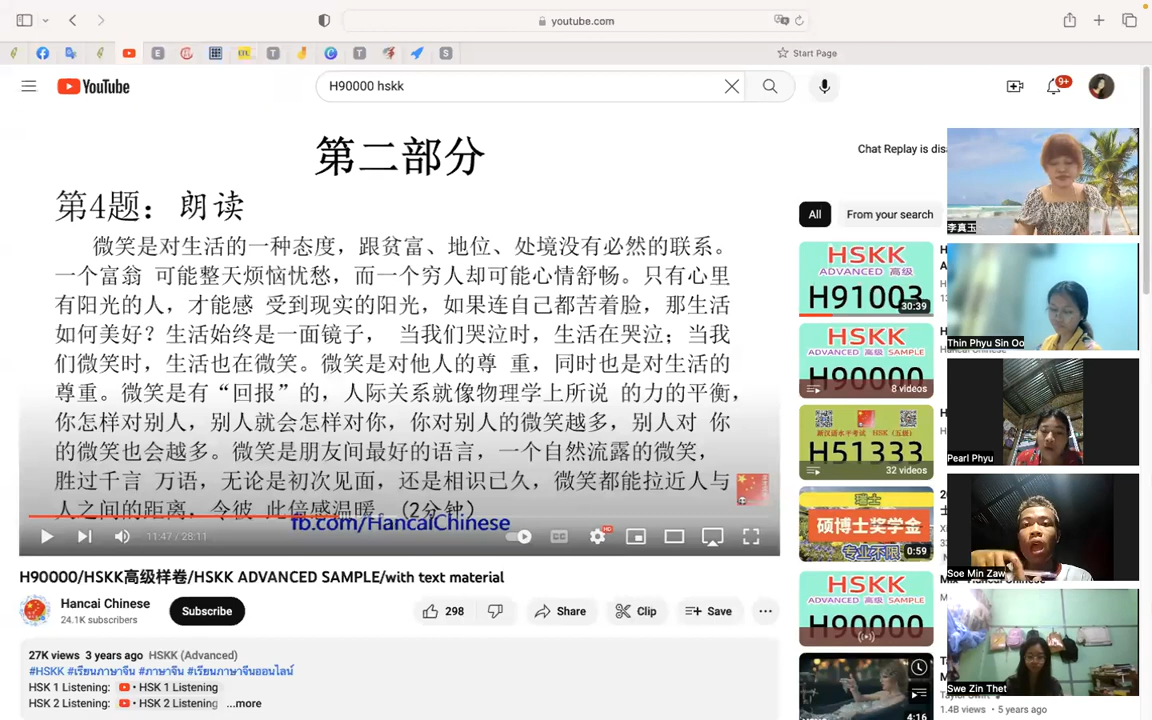 youtube.com
Start Page
YouTube
H90000 hskk
9+
第二部分
第4题：朗读
微笑是对生活的一种态度，跟贫富、地位、处境没有必然的联系。
一个富翁 可能整天烦恼忧愁，而一个穷人却可能心情舒畅。只有心里
有阳光的人，才能感 受到现实的阳光，如果连自己都苦着脸，那生活
如何美好？生活始终是一面镜子， 当我们哭泣时，生活在哭泣；当我
们微笑时，生活也在微笑。微笑是对他人的尊 重，同时也是对生活的
尊重。微笑是有“回报”的，人际关系就像物理学上所说 的力的平衡，
你怎样对别人，别人就会怎样对你，你对别人的微笑越多，别人对 你
的微笑也会越多。微笑是朋友间最好的语言，一个自然流露的微笑，
胜过千言 万语，无论是初次见面，还是相识已久，微笑都能拉近人与
人之间的距离，令彼 此倍感温暖 （2分钟）
fb.com/HancaiChinese
11:47 / 28:11
CC
HD
H90000/HSKK高级样卷/HSKK ADVANCED SAMPLE/with text material
Hancai Chinese
24.1K subscribers
Subscribe
298
Share
Clip
Save
27K views 3 years ago HSKK (Advanced)
#HSKK #เรียนภาษาจีน #ภาษาจีน #เรียนภาษาจีนออนไลน์
HSK 1 Listening: • HSK 1 Listening
HSK 2 Listening: • HSK 2 Listening ...more
Chat Replay is dis
All
From your search
HSKK
ADVANCED 高级
H91003
30:39
HSKK
ADVANCED 高级 SAMPLE
H90000
8 videos
新汉语水平考试 HSK（五级）
H51333
32 videos
瑞士
硕博士奖学金
专业不限
0:59
HSKK
ADVANCED 高级 SAMPLE
H90000
4:16
1.4B views • 5 years ago
李真玉
Thin Phyu Sin Oo
Pearl Phyu
Soe Min Zaw
Swe Zin Thet